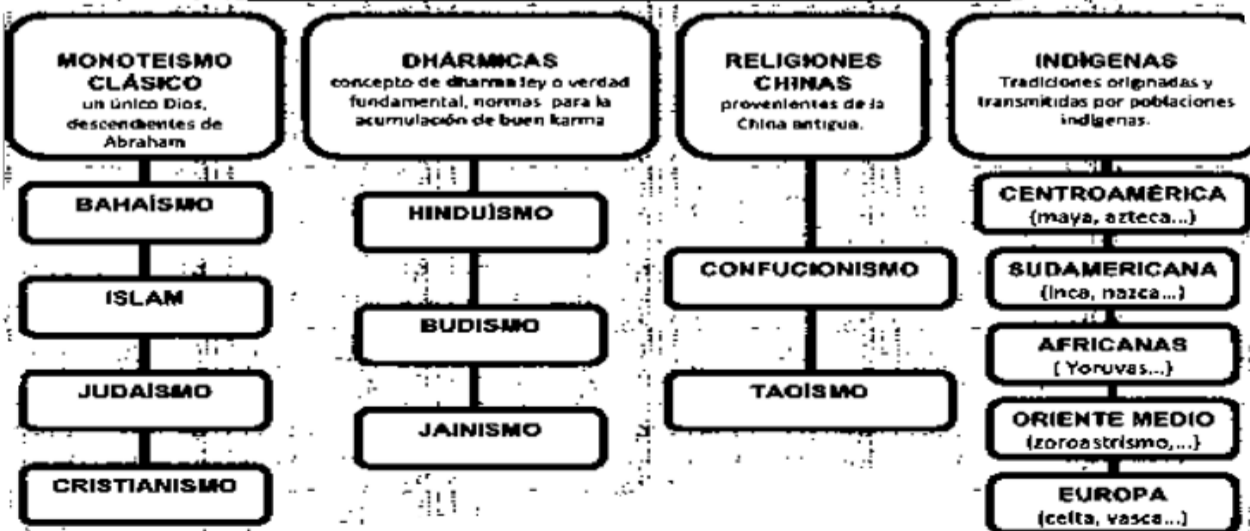 MONOTEISMO
CLÁSICO
un único Dios,
descendientes de
Abraham
BAHAÍSMO
ISLAM
JUDAÍSMO
CRISTIANISMO
DHÁRMICAS
concepto de dharma ley o verdad
fundamental, normas para la
acumulación de buen karma
HINDUÍSMO
BUDISMO
JAINISMO
RELIGIONES
CHINAS
provenientes de la
China antigua.
CONFUCIONISMO
TAOÍSMO
INDÍGENAS
Tradiciones orignadas y
transmitidas por poblaciones
indígenas.
CENTROAMÉRICA
(maya, azteca...)
SUDAMERICANA
(inca, nazca...)
AFRICANAS
( Yoruvas...)
ORIENTE MEDIO
(zoroastrismo,...)
EUROPA
(celta, vasca...)